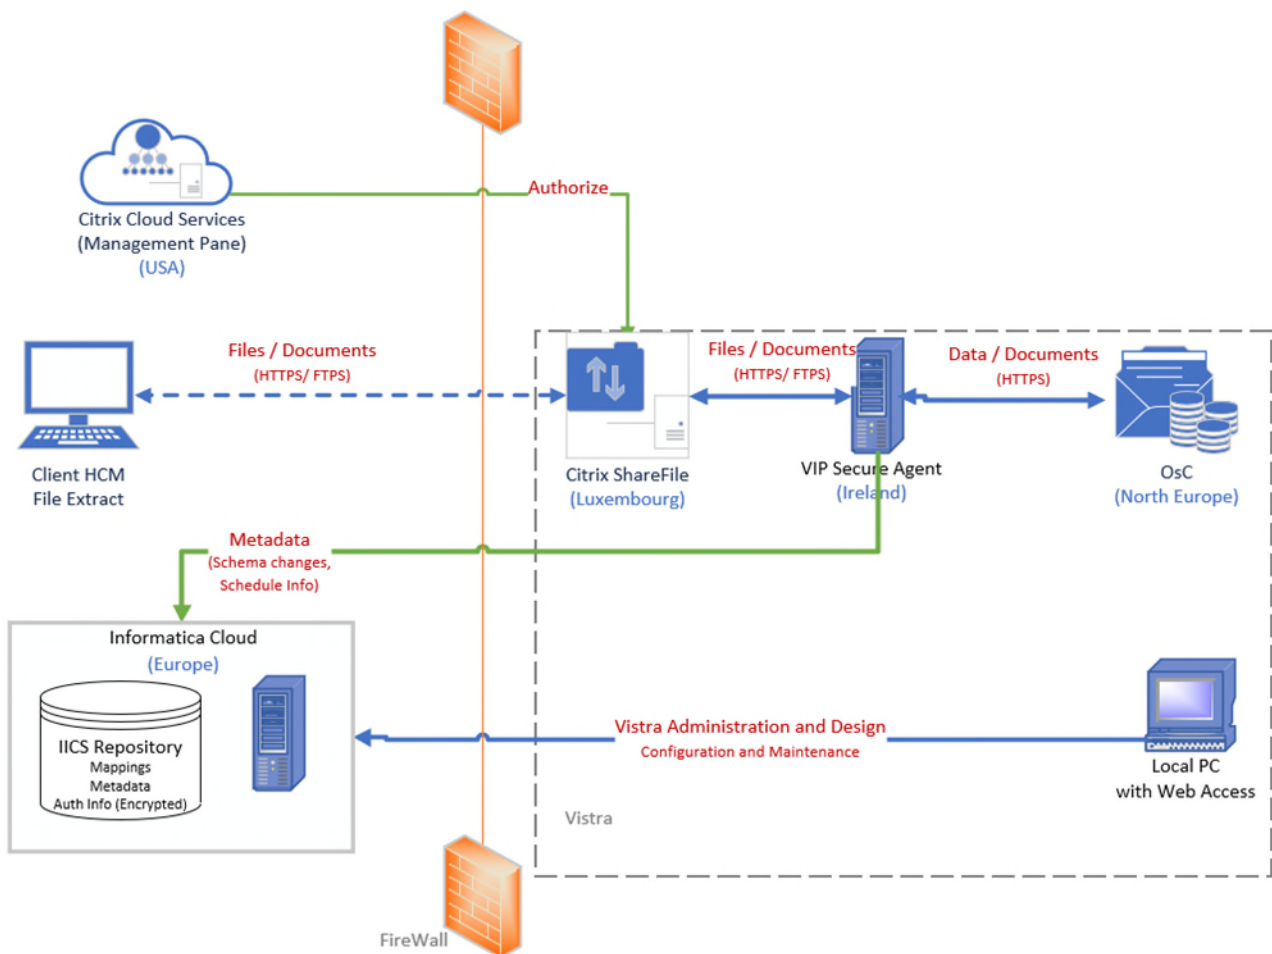 Authorize
Citrix Cloud Services
(Management Pane)
(USA)
Files / Documents
(HTTPS/ FTPS)
Files / Documents
(HTTPS/ FTPS)
Data / Documents
(HTTPS)
Client HCM
File Extract
Citrix ShareFile
(Luxembourg)
VIP Secure Agent
(Ireland)
OsC
(North Europe)
Metadata
(Schema changes,
Schedule Info)
Informatica Cloud
(Europe)
IICS Repository
Mappings
Metadata
Auth Info (Encrypted)
Vistra Administration and Design
Configuration and Maintenance
Local PC
with Web Access
Vistra
FireWall